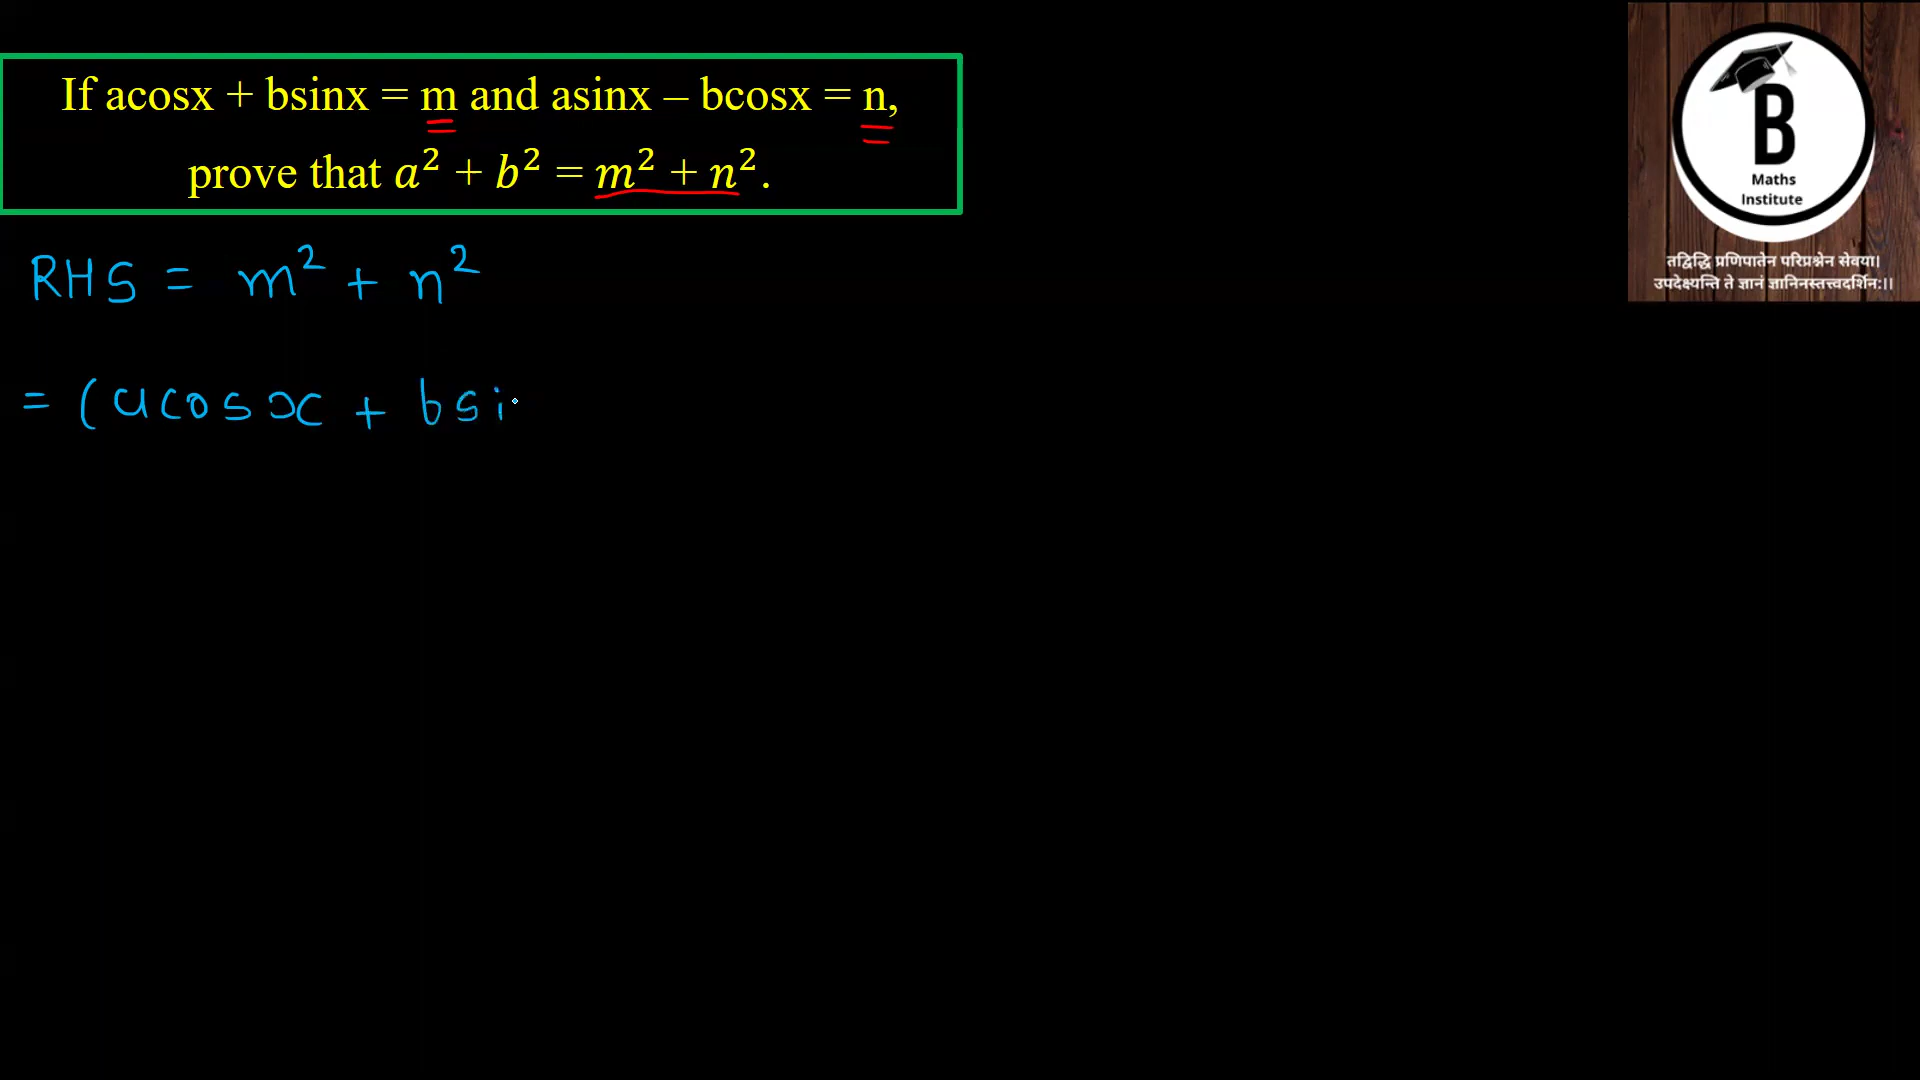 If acosx + bsinx = m and asinx – bcosx = n,
prove that a² + b² = m² + n².
RHS = m² + n²
= (acosx + bsi
B
Maths
Institute
तद्विद्धि प्रणिपातेन परिप्रश्नेन सेवया।
उपदेक्ष्यन्ति ते ज्ञानं ज्ञानिनस्तत्त्वदर्शिन:।।